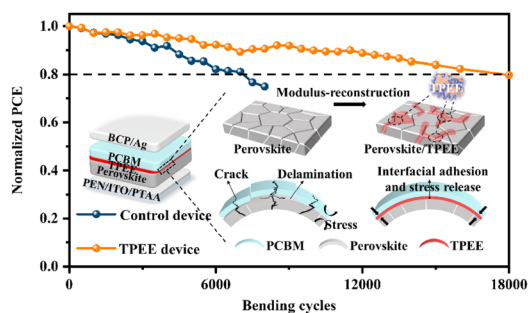 1.0
0.8
0.6
0.4
0.2
0.0
Normalized PCE
0
6000
12000
18000
Bending cycles
Modulus-reconstruction
TPEE
Perovskite
Perovskite/TPEE
BCP/Ag
PCBM
TPEE
Perovskite
PEN/ITO/PTAA
Crack
Delamination
Stress
Interfacial adhesion
and stress release
Control device
TPEE device
PCBM
Perovskite
TPEE